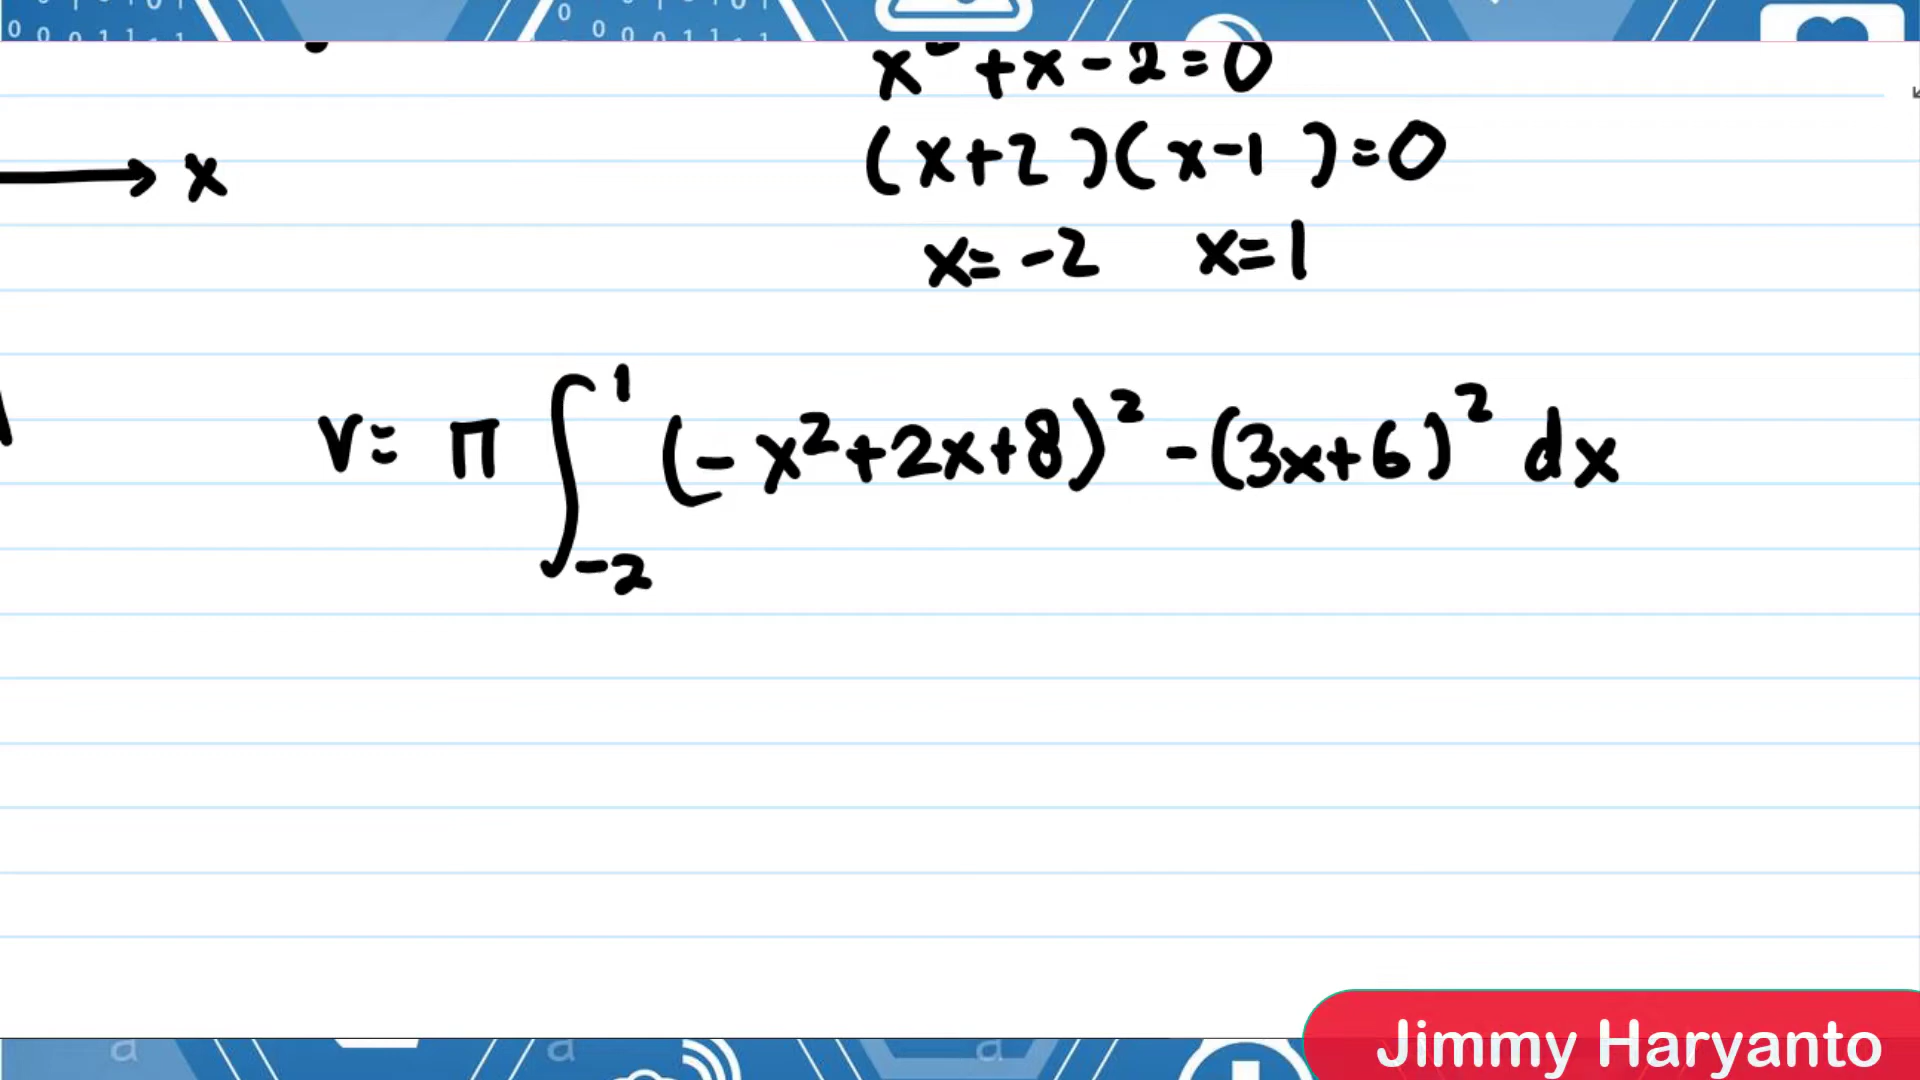 x² + x - 2 = 0
(x+2)(x-1) = 0
x
x = -2 x = 1
V = π ∫₋₂¹ (-x²+2x+8)² - (3x+6)² dx
Jimmy Haryanto